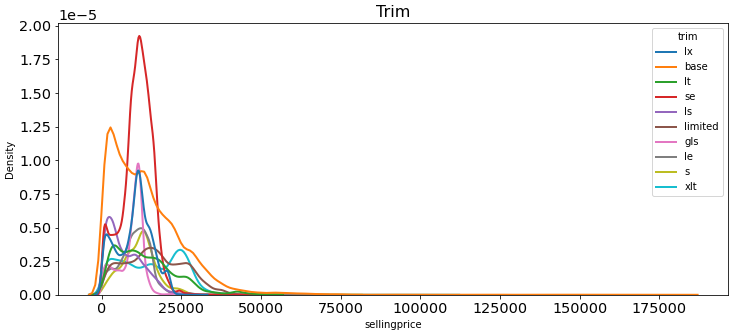 Trim
1e−5
2.00
1.75
1.50
1.25
1.00
0.75
0.50
0.25
0.00
Density
0 25000 50000 75000 100000 125000 150000 175000
sellingprice
trim
lx
base
lt
se
ls
limited
gls
le
s
xlt